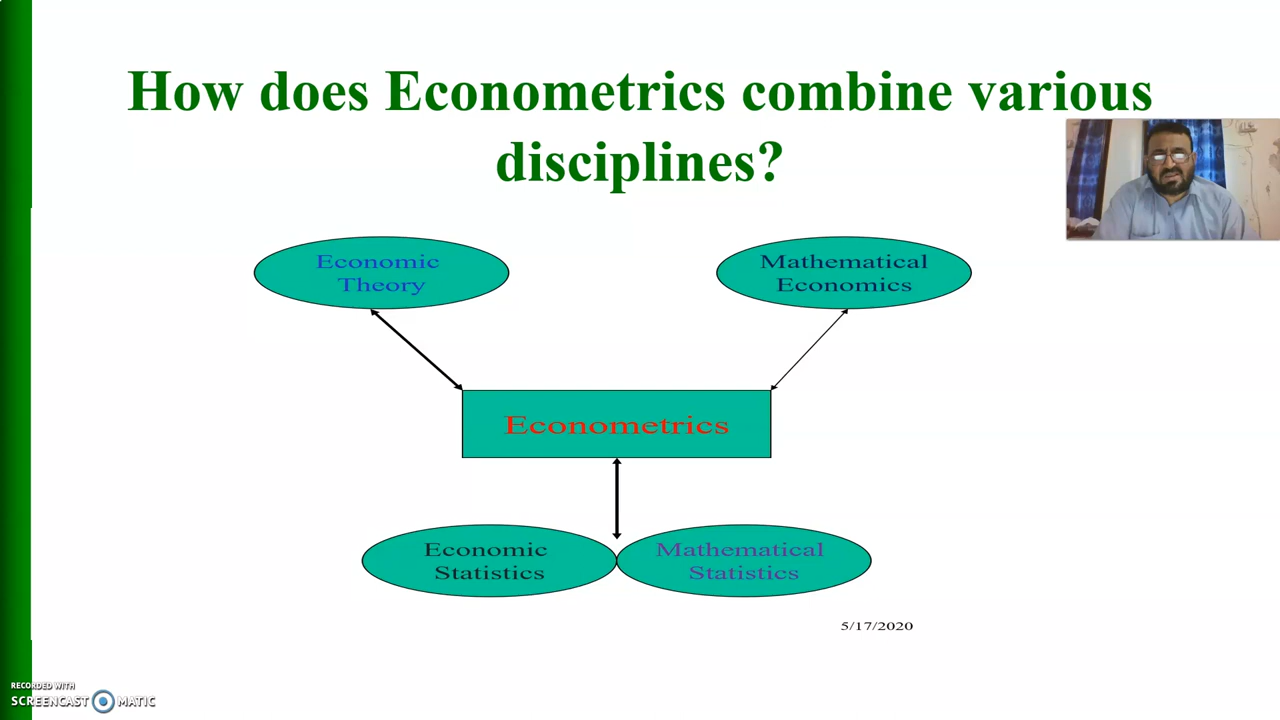 How does Econometrics combine various
disciplines?
Economic
Theory
Mathematical
Economics
Econometrics
Economic
Statistics
Mathematical
Statistics
5/17/2020
RECORDED WITH
SCREENCAST MATIC